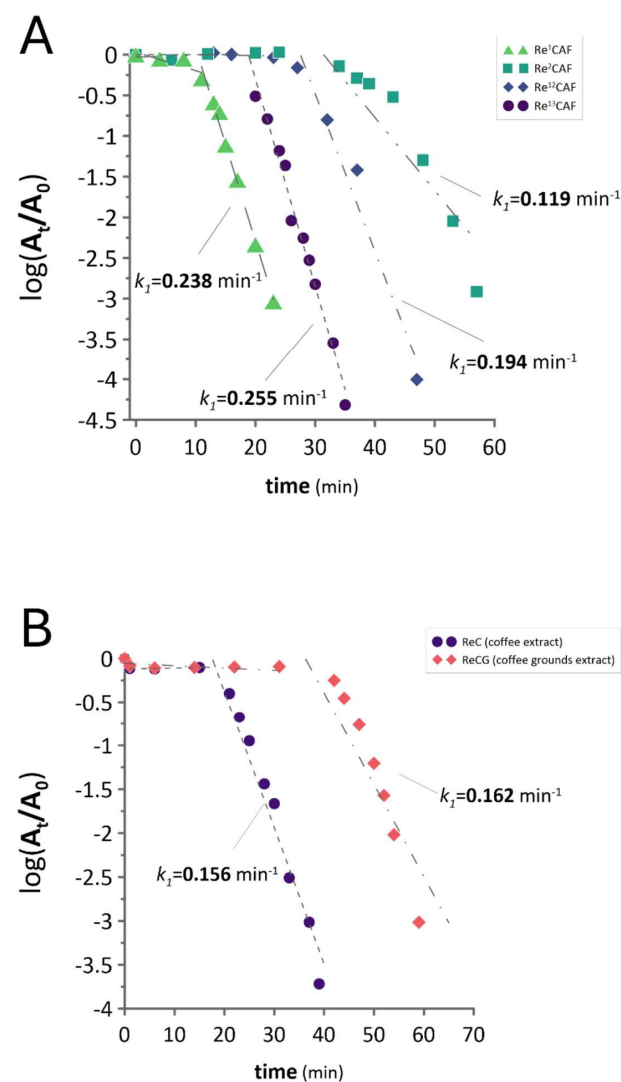 A
Re¹CAF
Re²CAF
Re¹²CAF
Re¹³CAF
0
-0.5
-1
-1.5
-2
-2.5
-3
-3.5
-4
-4.5
log(Aₜ/A₀)
k₁=0.119 min⁻¹
k₁=0.238 min⁻¹
k₁=0.194 min⁻¹
k₁=0.255 min⁻¹
0 10 20 30 40 50 60
time (min)
B
ReC (coffee extract)
ReCG (coffee grounds extract)
0
-0.5
-1
-1.5
-2
-2.5
-3
-3.5
-4
log(Aₜ/A₀)
k₁=0.162 min⁻¹
k₁=0.156 min⁻¹
0 10 20 30 40 50 60 70
time (min)